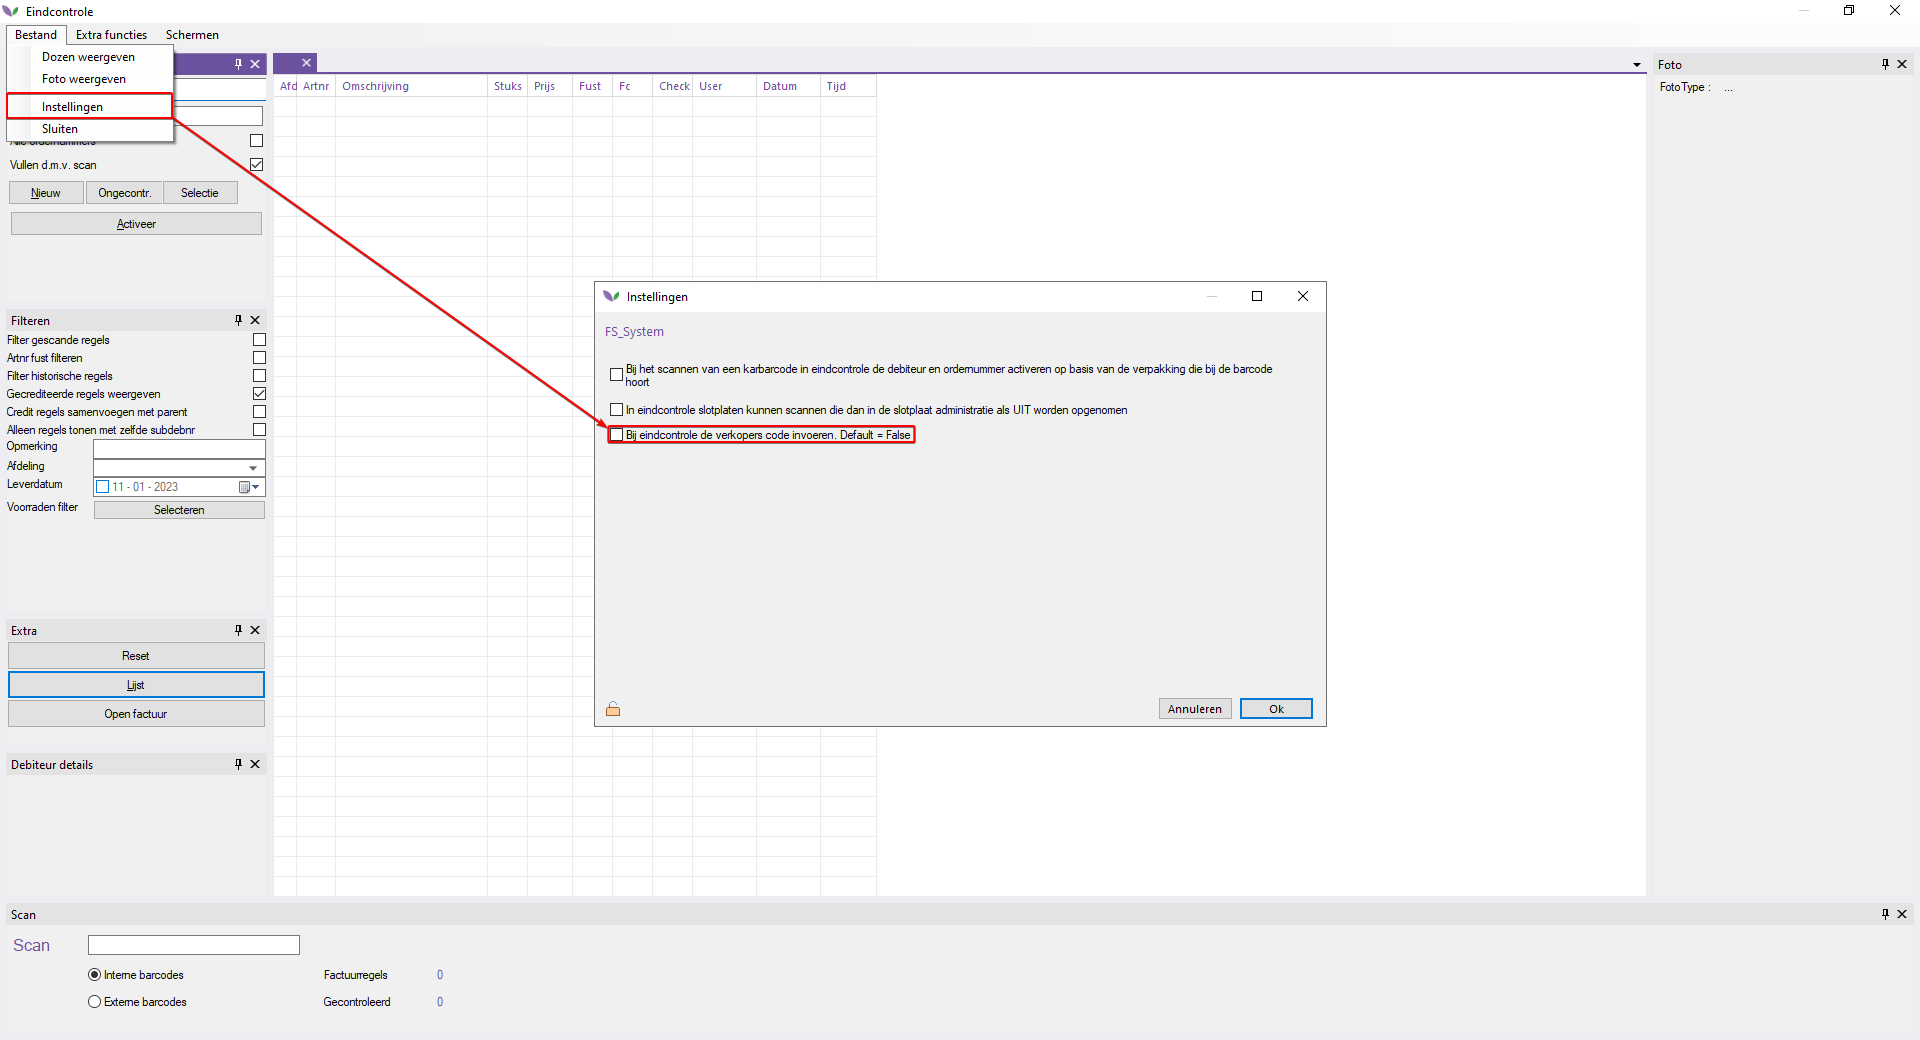 Eindcontrole
Bestand Extra functies Schermen
Dozen weergeven
Foto weergeven
Instellingen
Sluiten
Alle ordernummers
Vullen d.m.v. scan
Nieuw Ongecontr. Selectie
Activeer
Afd Artnr Omschrijving Stuks Prijs Fust Fc Check User Datum Tijd
Foto
Foto Type : ...
Filteren
Filter gescande regels
Artnr fust filteren
Filter historische regels
Gecrediteerde regels weergeven
Credit regels samenvoegen met parent
Alleen regels tonen met zelfde subdebnr
Opmerking
Afdeling
Leverdatum 11 - 01 - 2023
Voorraden filter Selecteren
Extra
Reset
Lijst
Open factuur
Debiteur details
Instellingen
FS_System
Bij het scannen van een karbarcode in eindcontrole de debiteur en ordernummer activeren op basis van de verpakking die bij de barcode
hoort
In eindcontrole slotplaten kunnen scannen die dan in de slotplaat administratie als UIT worden opgenomen
Bij eindcontrole de verkopers code invoeren. Default = False
Annuleren Ok
Scan
Scan
Interne barcodes Factuurregels 0
Externe barcodes Gecontroleerd 0